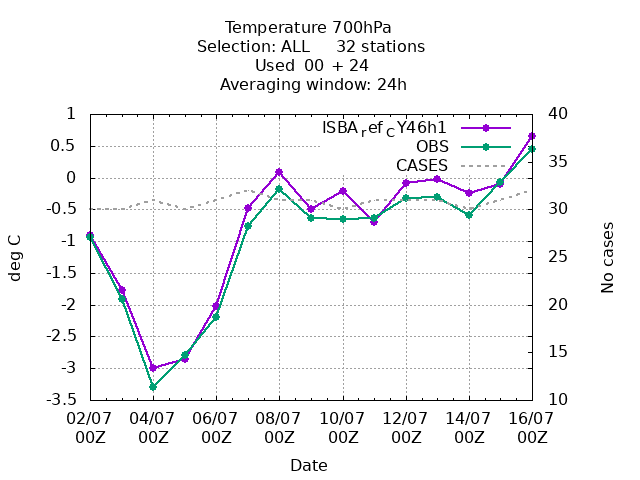 Temperature 700hPa
Selection: ALL 32 stations
Used 00 + 24
Averaging window: 24h
ISBA_ref_CY46h1
OBS
CASES
1
0.5
0
-0.5
-1
-1.5
-2
-2.5
-3
-3.5
deg C
40
35
30
25
20
15
10
No cases
02/07 00Z
04/07 00Z
06/07 00Z
08/07 00Z
10/07 00Z
12/07 00Z
14/07 00Z
16/07 00Z
Date